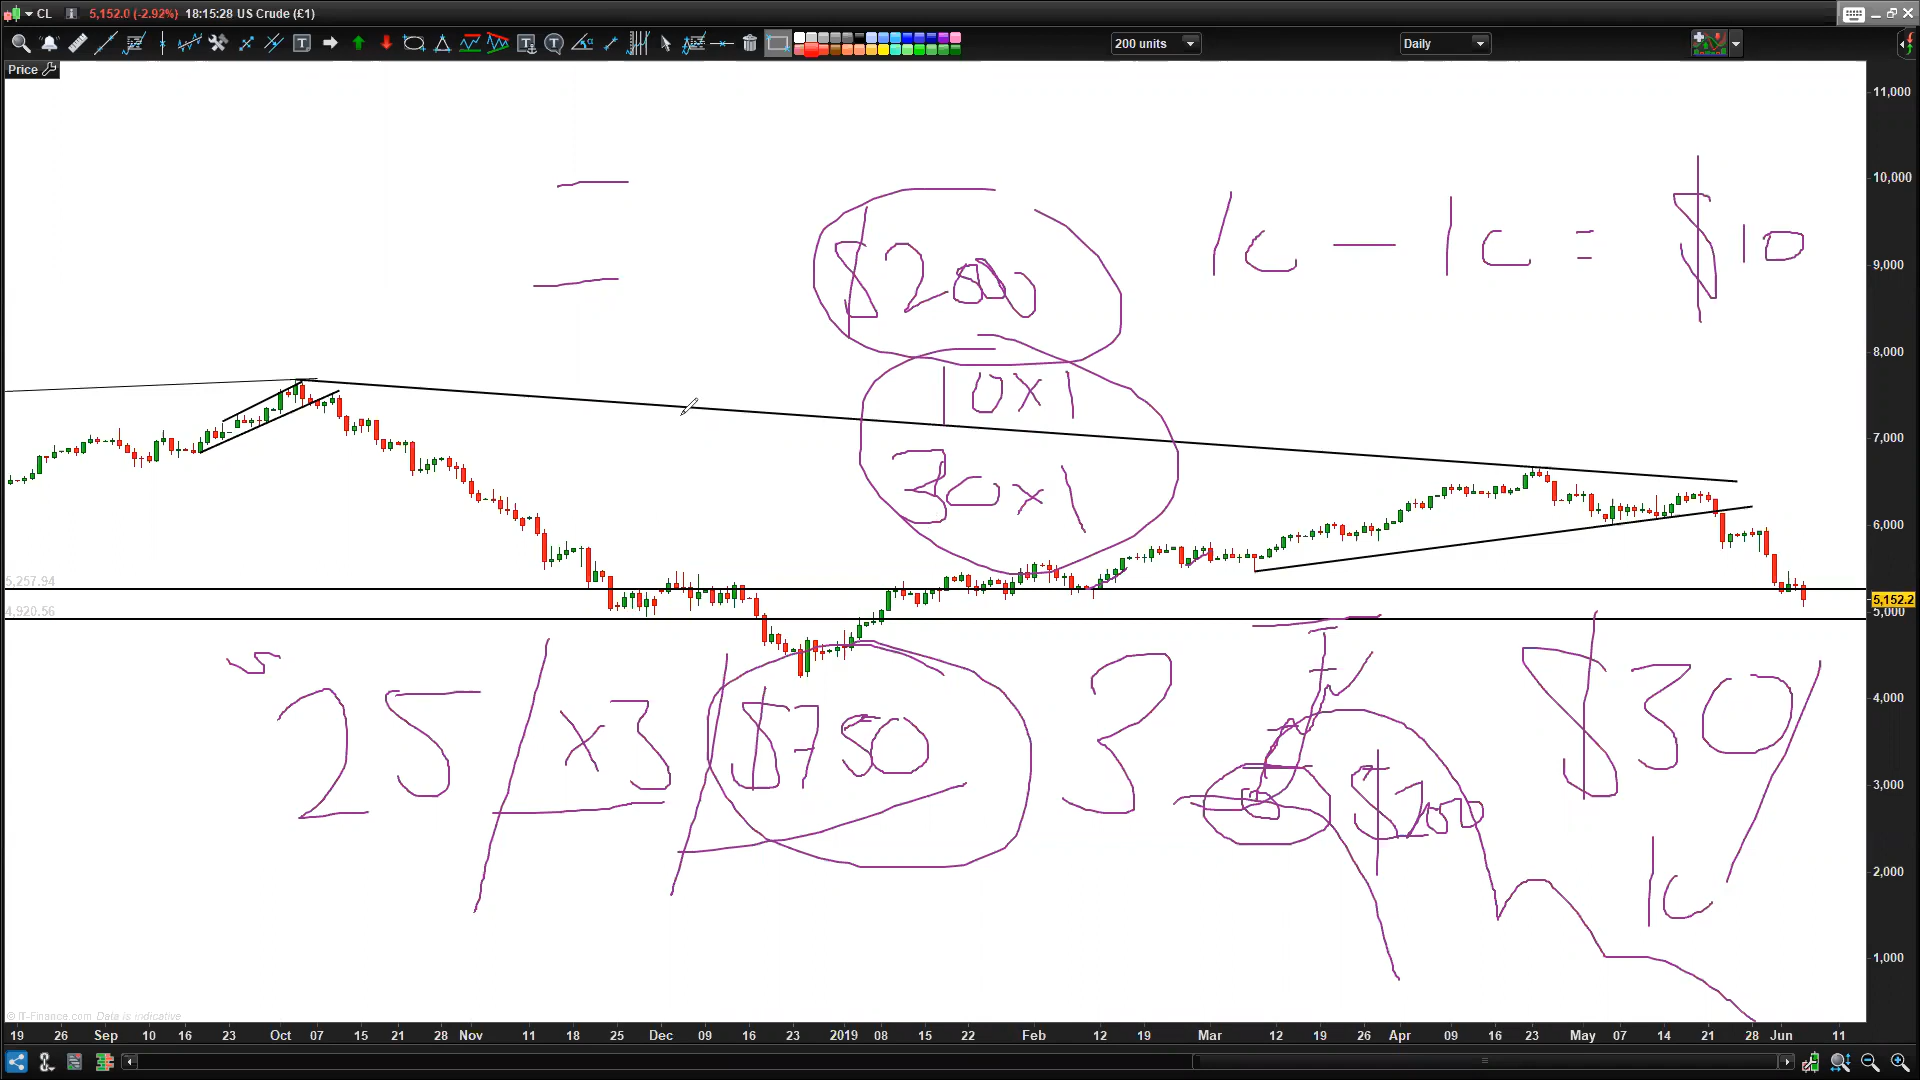 CL 5,152.0 (-2.92%) 18:15:28 US Crude (£1)
200 units
Daily
Price
11,000
10,000
9,000
8,000
7,000
6,000
5,152.2
5,000
4,000
3,000
2,000
1,000
1c — 1c = $10
$200
10x1
30x1
5,257.94
4,920.56
25 x3 $750 3
$200
$30
1c
© IT-Finance.com Data is indicative
19 26 Sep 10 16 23 Oct 07 15 21 28 Nov 11 18 25 Dec 09 16 23 2019 08 15 22 Feb 12 19 Mar 12 19 26 Apr 09 16 23 May 07 14 21 28 Jun 11